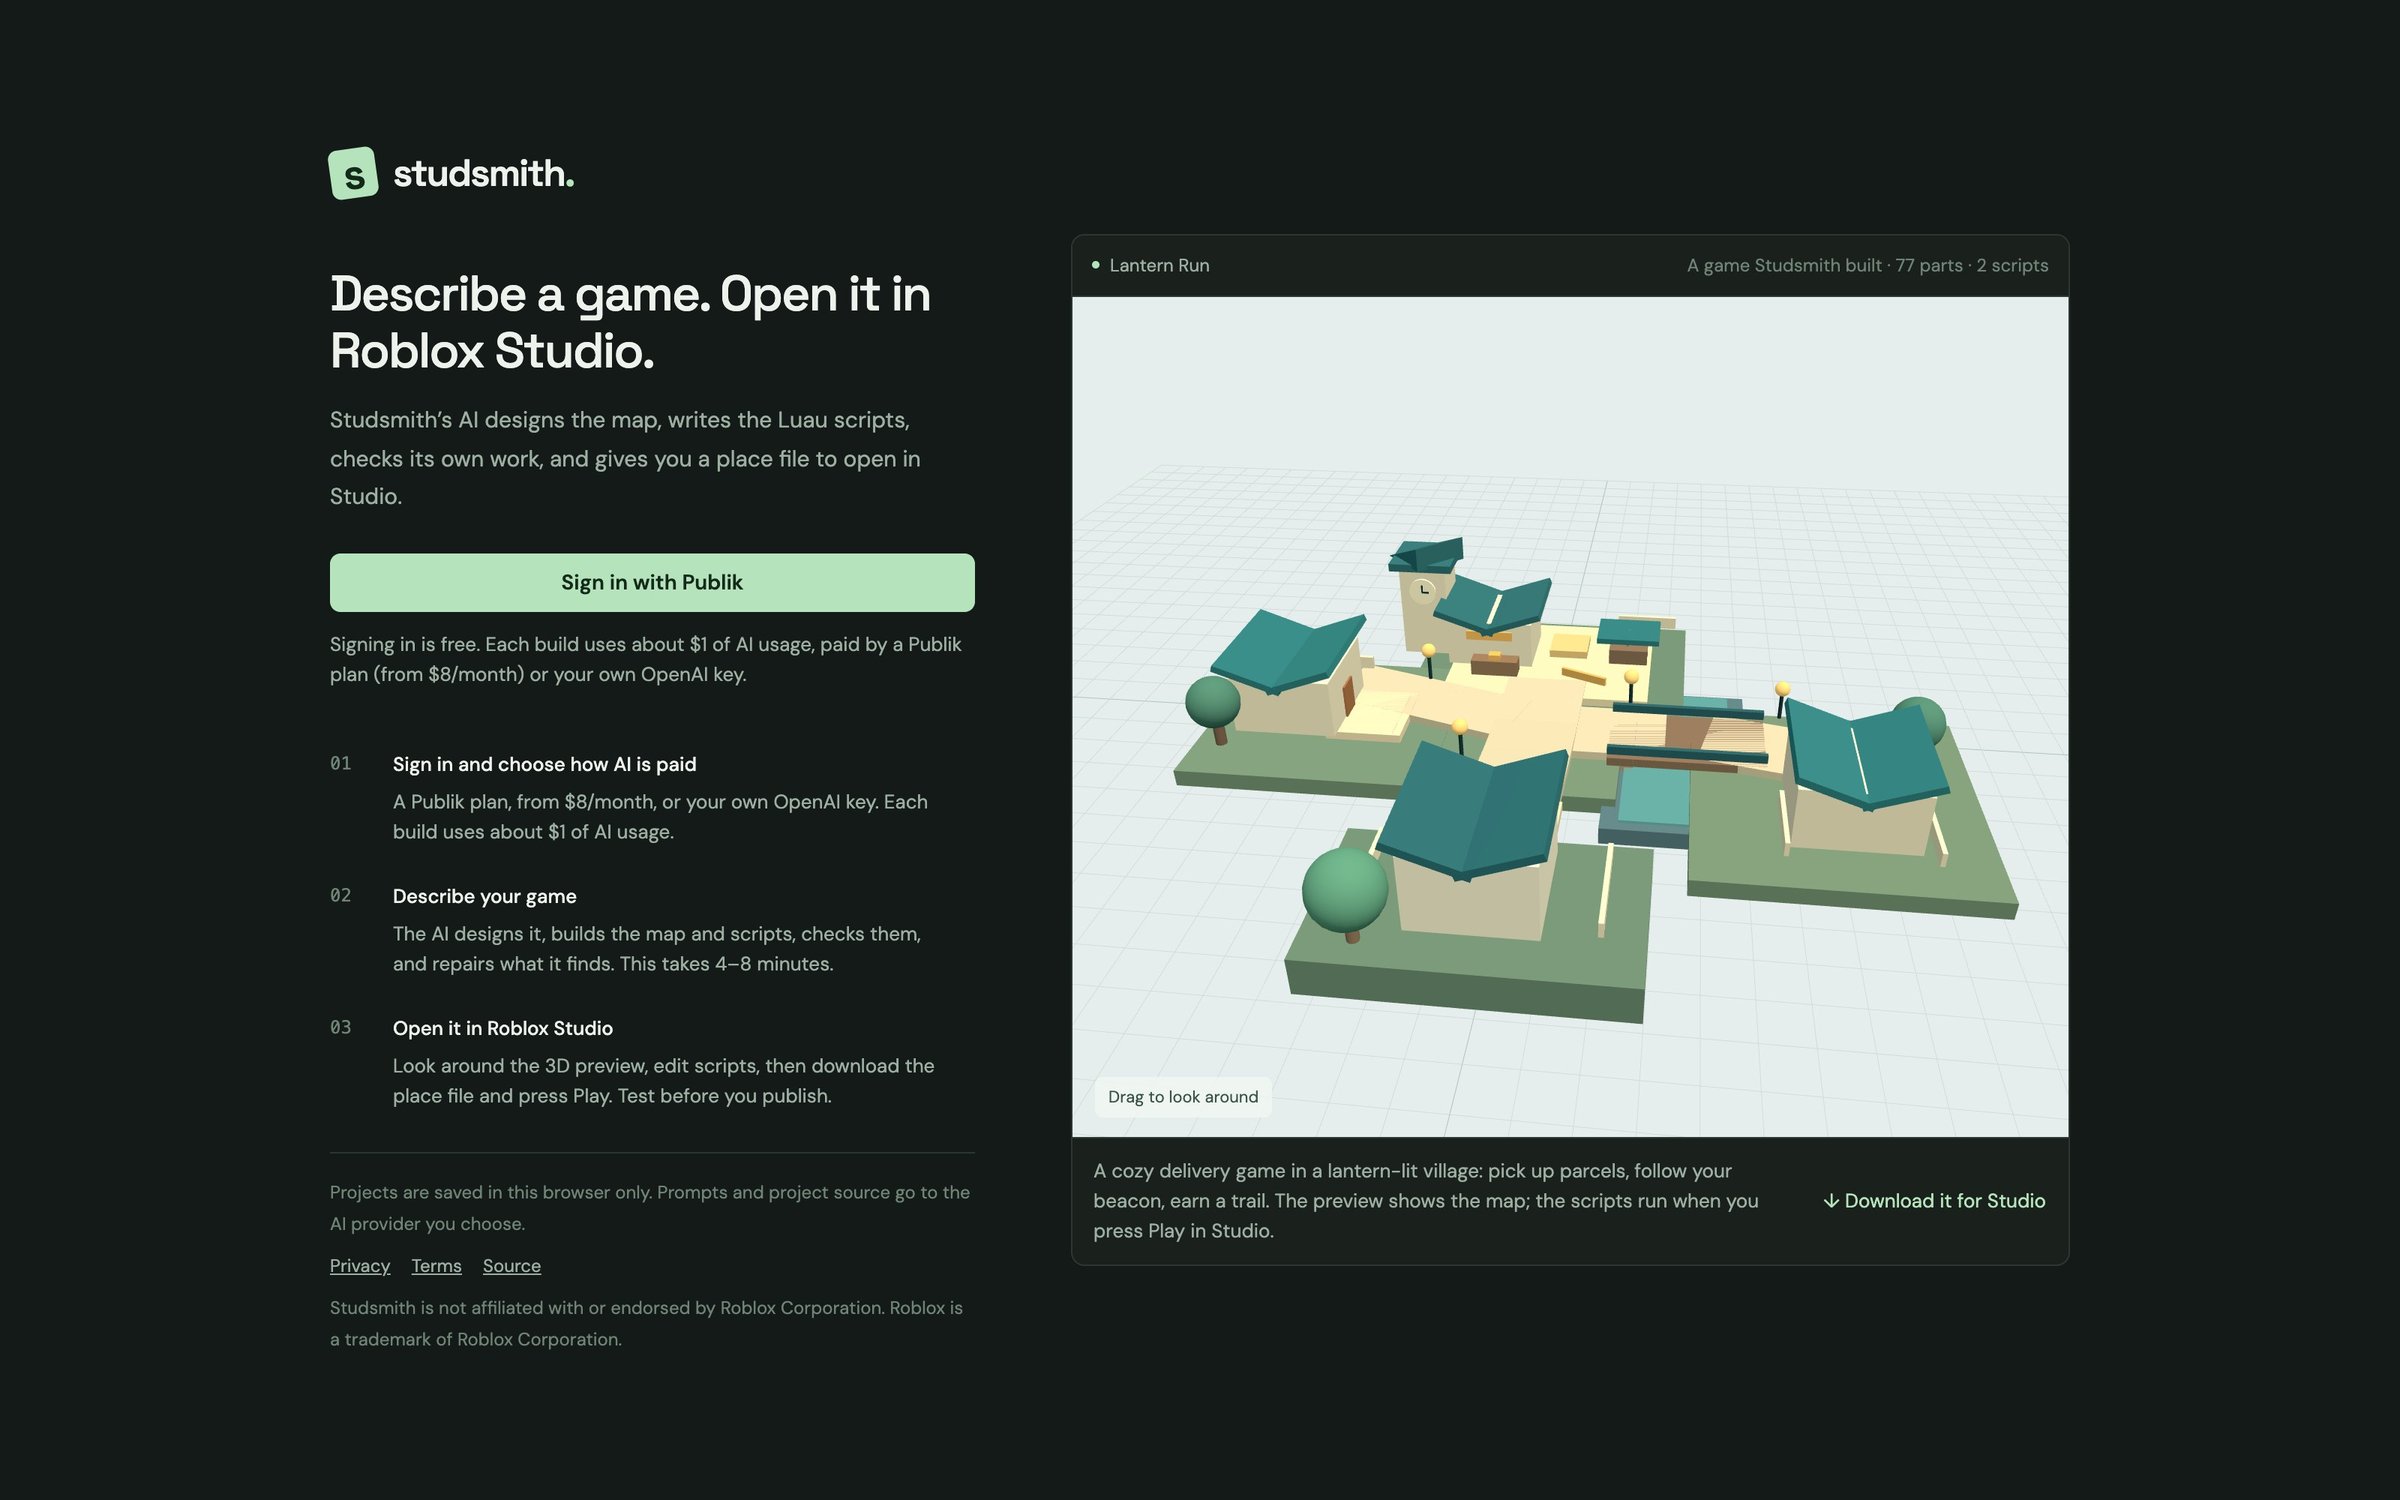 s studsmith.
Describe a game. Open it in
Roblox Studio.
Studsmith’s AI designs the map, writes the Luau scripts,
checks its own work, and gives you a place file to open in
Studio.
Sign in with Publik
Signing in is free. Each build uses about $1 of AI usage, paid by a Publik
plan (from $8/month) or your own OpenAI key.
01 Sign in and choose how AI is paid
A Publik plan, from $8/month, or your own OpenAI key. Each
build uses about $1 of AI usage.
02 Describe your game
The AI designs it, builds the map and scripts, checks them,
and repairs what it finds. This takes 4–8 minutes.
03 Open it in Roblox Studio
Look around the 3D preview, edit scripts, then download the
place file and press Play. Test before you publish.
Projects are saved in this browser only. Prompts and project source go to the
AI provider you choose.
Privacy Terms Source
Studsmith is not affiliated with or endorsed by Roblox Corporation. Roblox is
a trademark of Roblox Corporation.
Lantern Run A game Studsmith built · 77 parts · 2 scripts
Drag to look around
A cozy delivery game in a lantern-lit village: pick up parcels, follow your
beacon, earn a trail. The preview shows the map; the scripts run when you
press Play in Studio.
↓ Download it for Studio